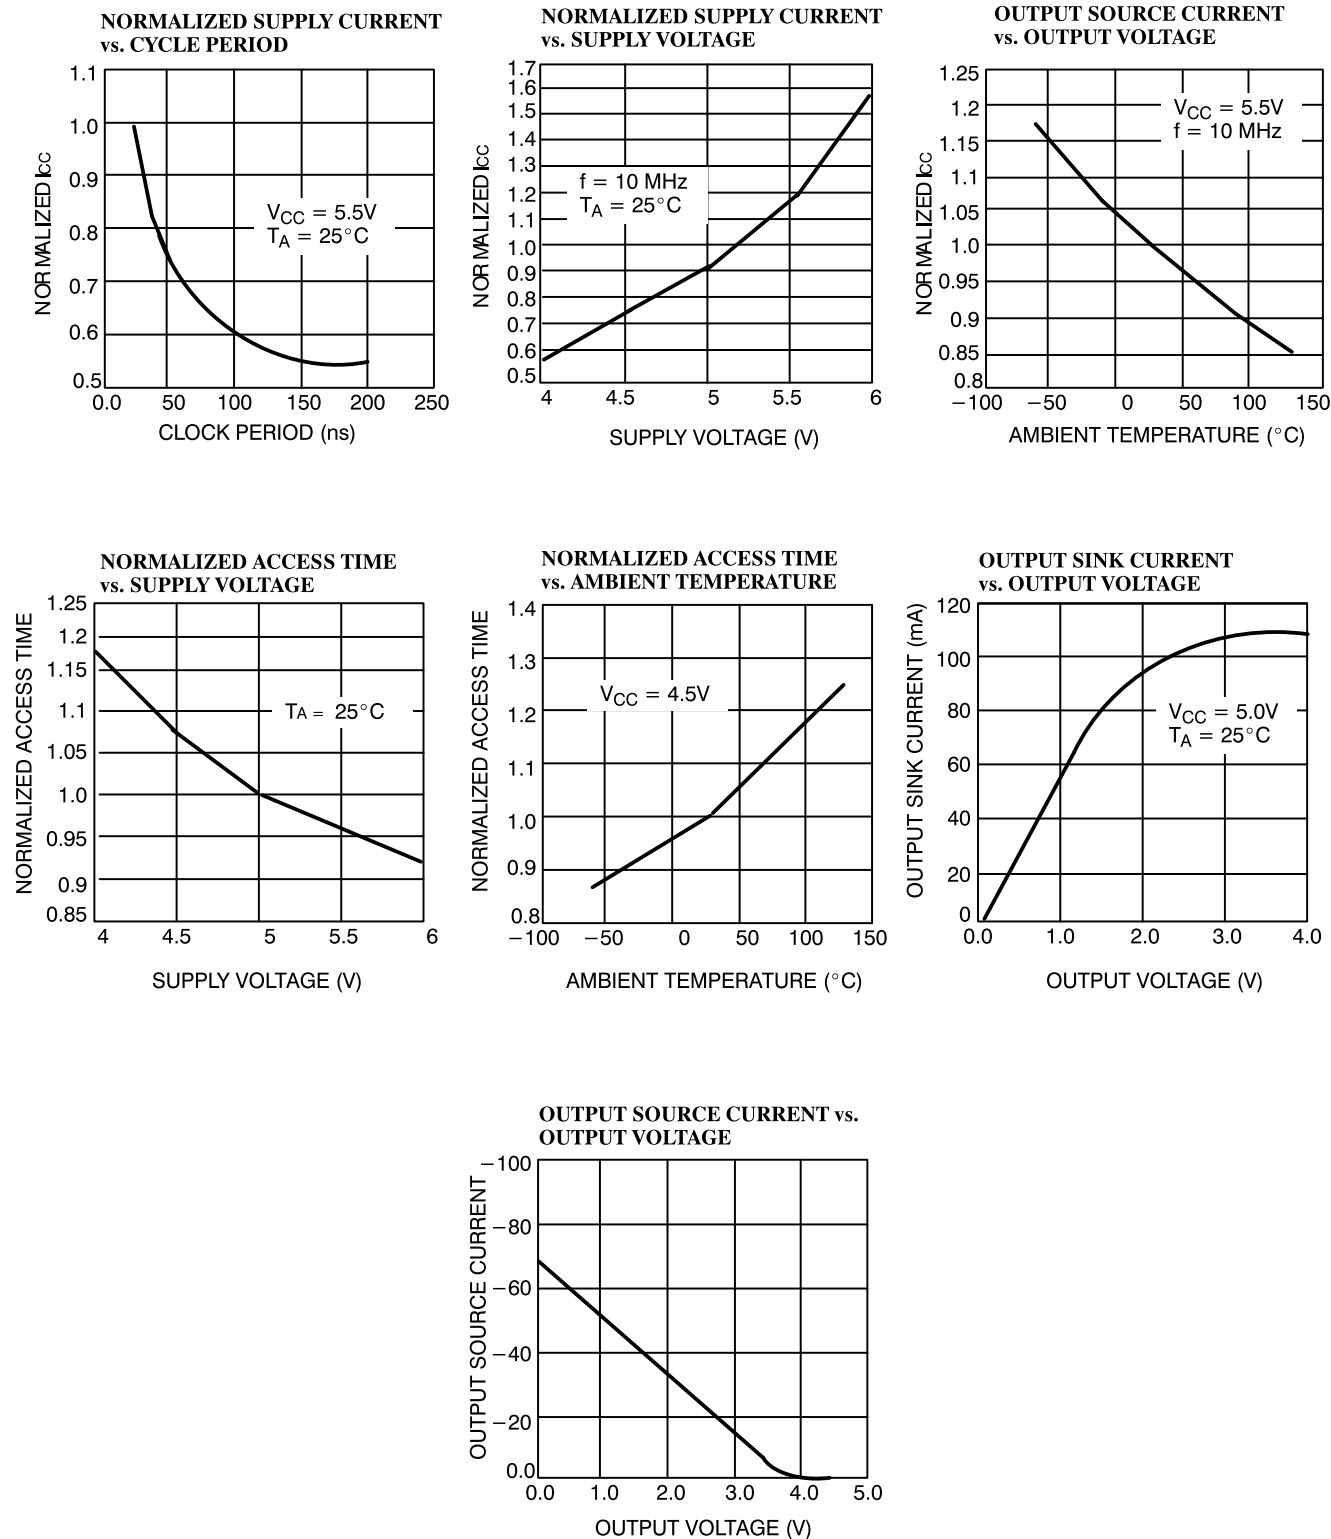 NORMALIZED SUPPLY CURRENT
vs. CYCLE PERIOD
1.1
1.0
0.9
0.8
0.7
0.6
0.5
NORMALIZED ICC
VCC = 5.5V
TA = 25°C
0.0 50 100 150 200 250
CLOCK PERIOD (ns)
NORMALIZED SUPPLY CURRENT
vs. SUPPLY VOLTAGE
1.7
1.6
1.5
1.4
1.3
1.2
1.1
1.0
0.9
0.8
0.7
0.6
0.5
NORMALIZED ICC
f = 10 MHz
TA = 25°C
4 4.5 5 5.5 6
SUPPLY VOLTAGE (V)
OUTPUT SOURCE CURRENT
vs. OUTPUT VOLTAGE
1.25
1.2
1.15
1.1
1.05
1.0
0.95
0.9
0.85
0.8
NORMALIZED ICC
VCC = 5.5V
f = 10 MHz
−100 −50 0 50 100 150
AMBIENT TEMPERATURE (°C)
NORMALIZED ACCESS TIME
vs. SUPPLY VOLTAGE
1.25
1.2
1.15
1.1
1.05
1.0
0.95
0.9
0.85
NORMALIZED ACCESS TIME
TA = 25°C
4 4.5 5 5.5 6
SUPPLY VOLTAGE (V)
NORMALIZED ACCESS TIME
vs. AMBIENT TEMPERATURE
1.4
1.3
1.2
1.1
1.0
0.9
0.8
NORMALIZED ACCESS TIME
VCC = 4.5V
−100 −50 0 50 100 150
AMBIENT TEMPERATURE (°C)
OUTPUT SINK CURRENT
vs. OUTPUT VOLTAGE
120
100
80
60
40
20
0
OUTPUT SINK CURRENT (mA)
VCC = 5.0V
TA = 25°C
0.0 1.0 2.0 3.0 4.0
OUTPUT VOLTAGE (V)
OUTPUT SOURCE CURRENT vs.
OUTPUT VOLTAGE
−100
−80
−60
−40
−20
0.0
OUTPUT SOURCE CURRENT
0.0 1.0 2.0 3.0 4.0 5.0
OUTPUT VOLTAGE (V)